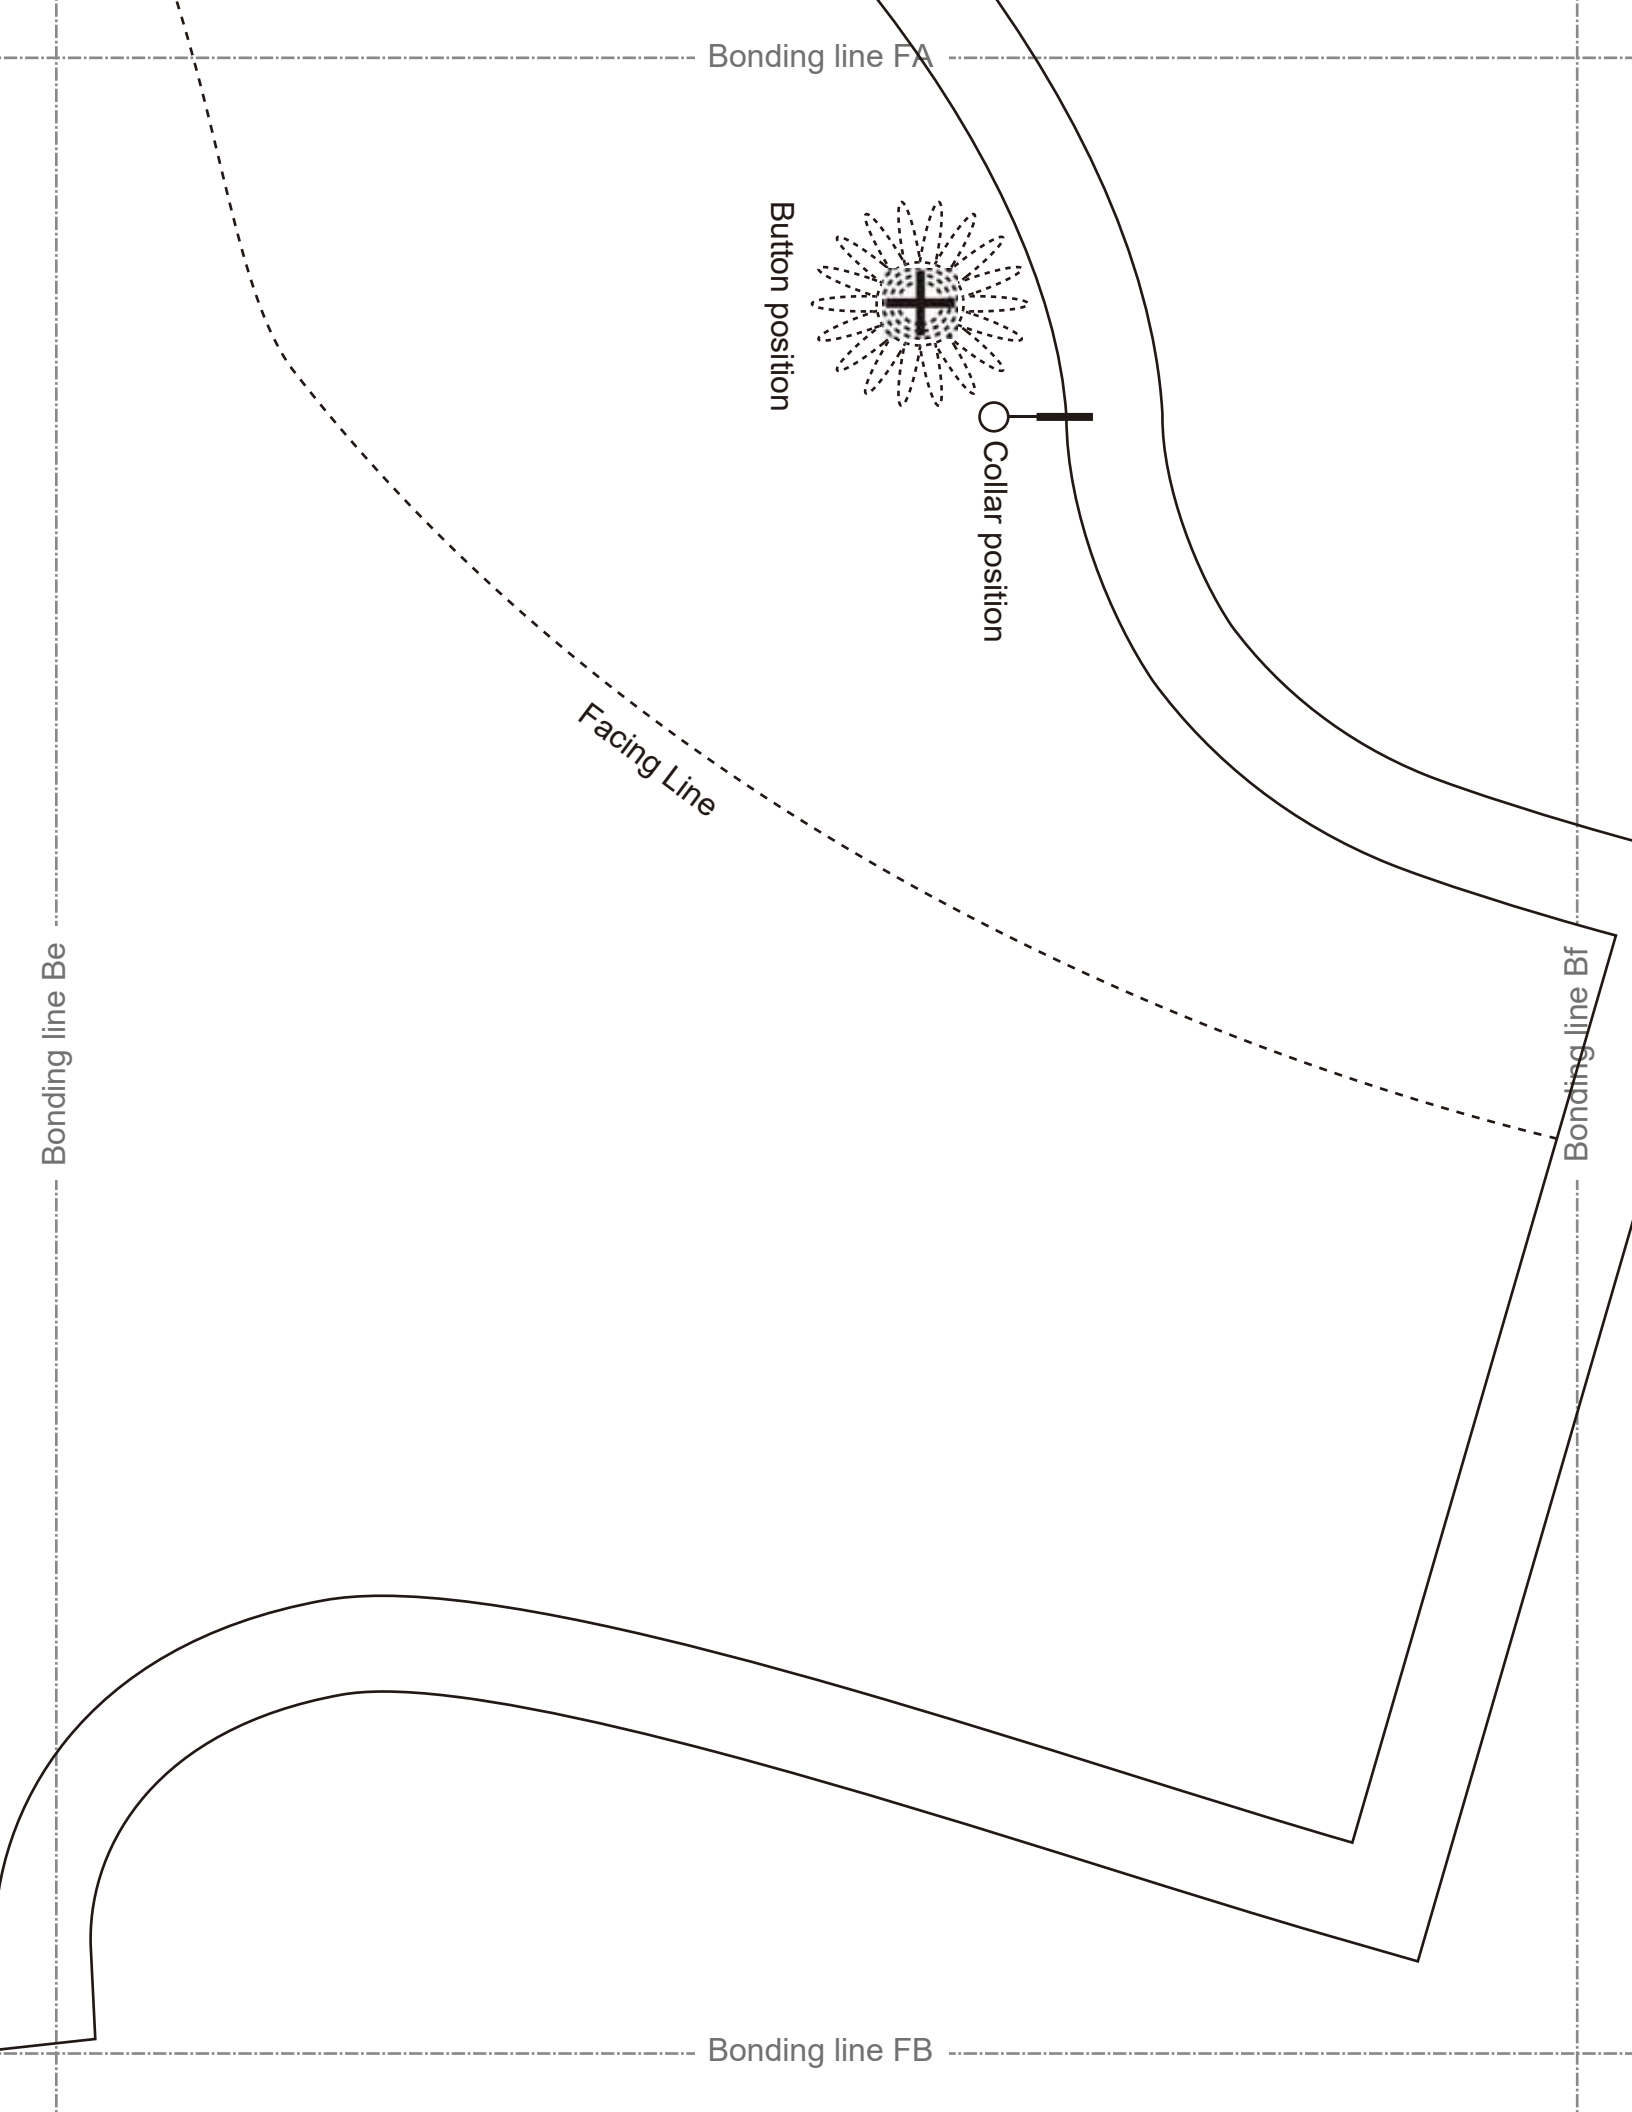 Bonding line FA
Button position
Collar position
Facing Line
Bonding line Be
Bonding line Bf
Bonding line FB